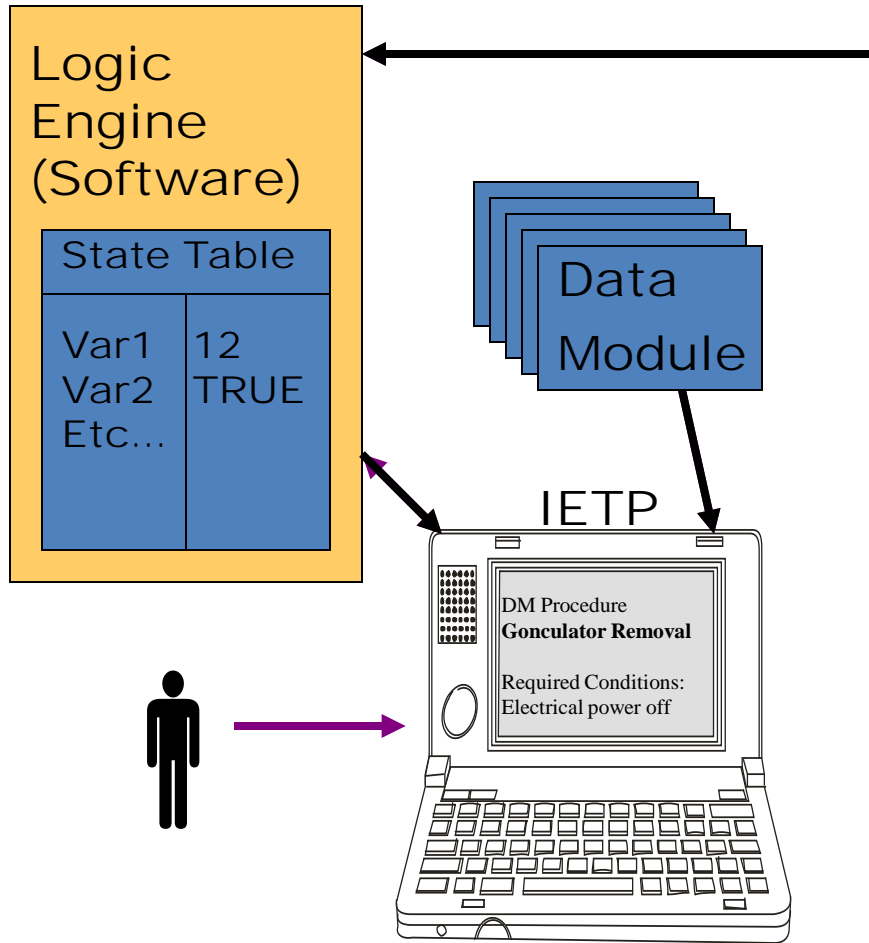 Logic
Engine
(Software)
State Table
Var1 12
Var2 TRUE
Etc...
Data
Module
IETP
DM Procedure
Gonculator Removal
Required Conditions:
Electrical power off